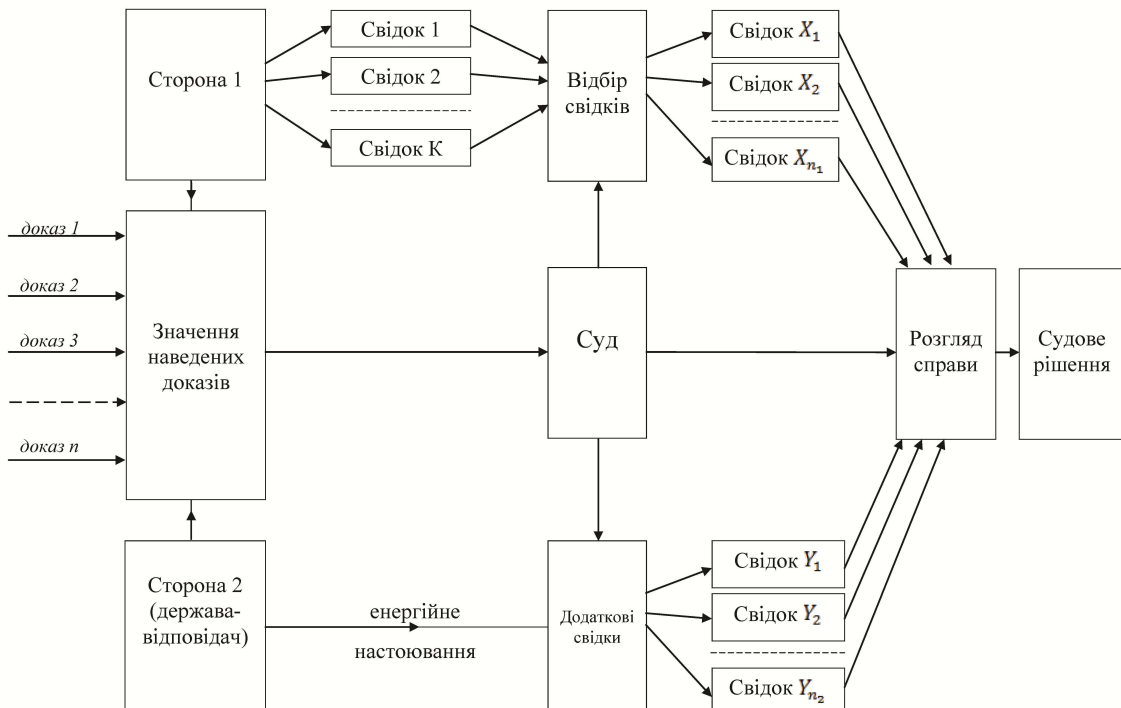 Сторона 1
Свідок 1
Свідок 2
Свідок К
Відбір
свідків
Свідок X₁
Свідок X₂
Свідок Xₙ₁
доказ 1
доказ 2
доказ 3
доказ n
Значення
наведених
доказів
Суд
Розгляд
справи
Судове
рішення
Сторона 2
(держава-
відповідач)
енергійне
настоювання
Додаткові
свідки
Свідок Y₁
Свідок Y₂
Свідок Yₙ₂